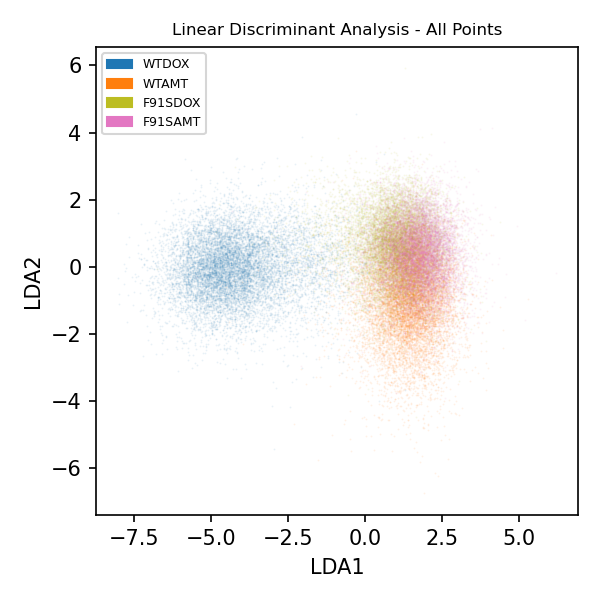 Linear Discriminant Analysis - All Points
WTDOX
WTAMT
F91SDOX
F91SAMT
6
4
2
0
−2
−4
−6
LDA2
−7.5
−5.0
−2.5
0.0
2.5
5.0
LDA1